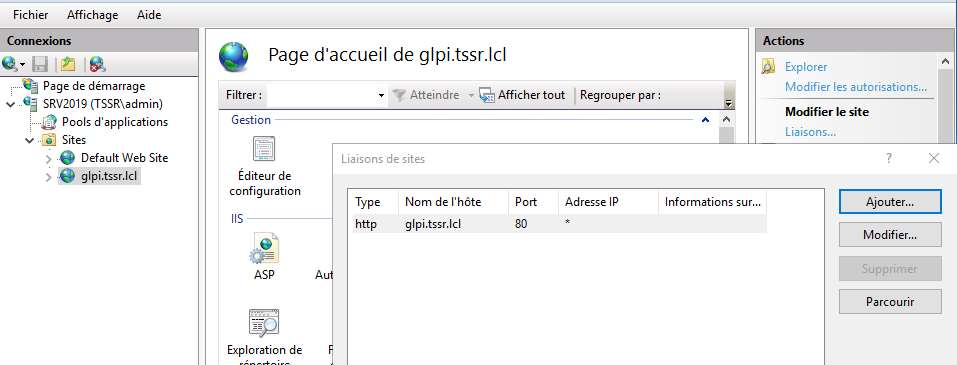 Fichier Affichage Aide
Connexions
Page de démarrage
SRV2019 (TSSR\admin)
Pools d'applications
Sites
Default Web Site
glpi.tssr.lcl
Page d'accueil de glpi.tssr.lcl
Filtrer : Atteindre Afficher tout Regrouper par :
Gestion
Éditeur de
configuration
IIS
ASP Aut
Exploration de
répertoire
Actions
Explorer
Modifier les autorisations...
Modifier le site
Liaisons...
Liaisons de sites
Type Nom de l'hôte Port Adresse IP Informations sur...
http glpi.tssr.lcl 80 *
Ajouter...
Modifier...
Supprimer
Parcourir